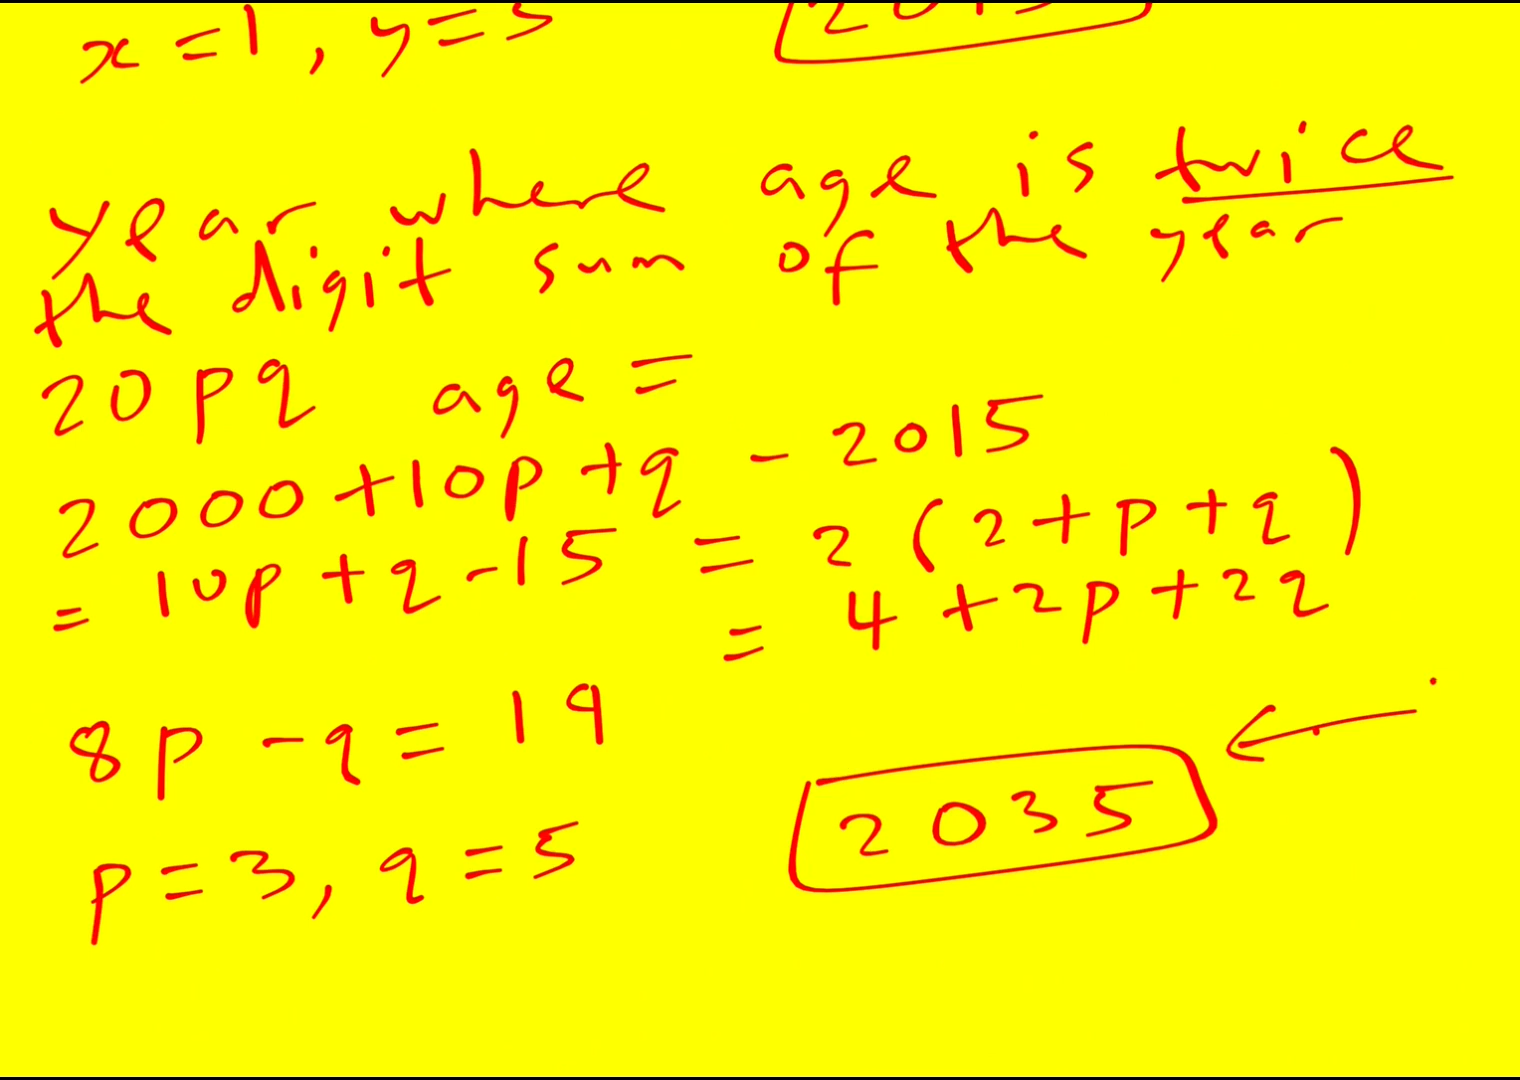 x = 1, y = 5
2015
year where age is twice
the digit sum of the year
20pq age =
2000 + 10p + q - 2015
= 10p + q - 15 = 2(2 + p + q)
= 4 + 2p + 2q
8p - q = 19
p = 3, q = 5
2035